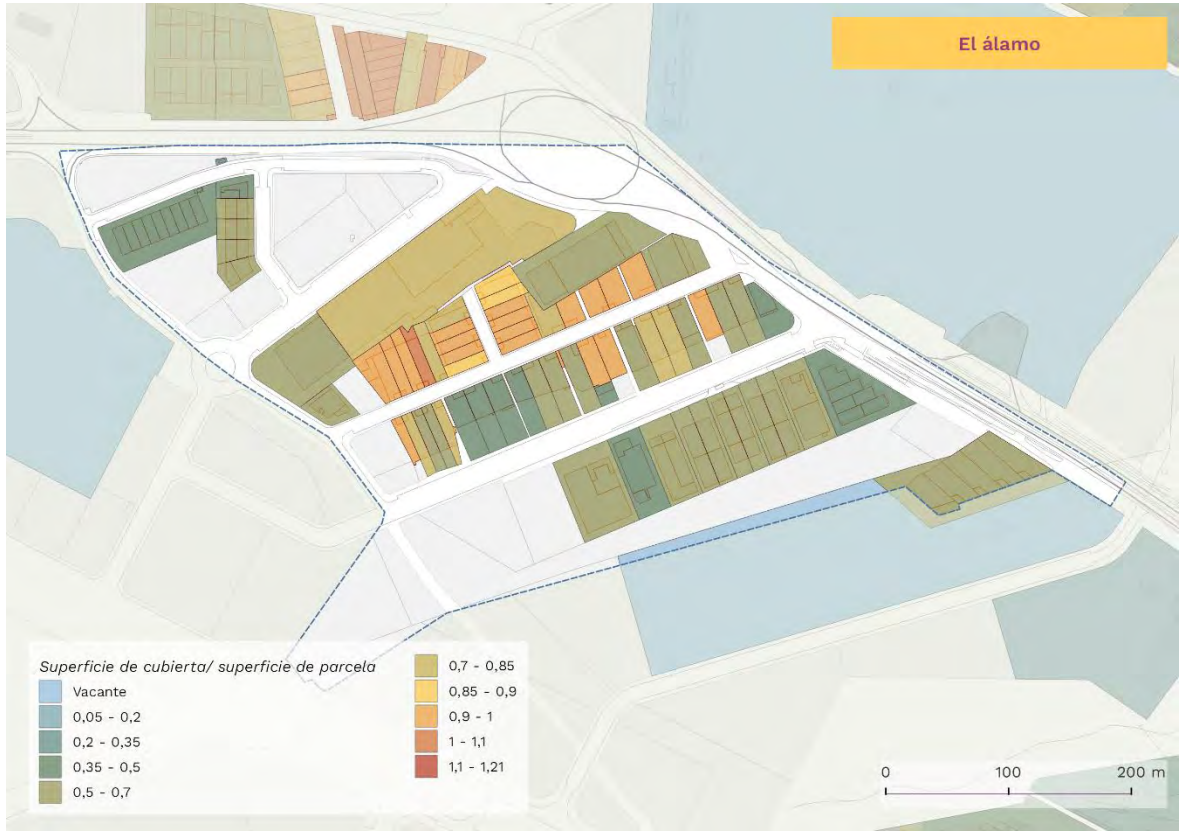 El álamo
Superficie de cubierta/ superficie de parcela
Vacante
0,05 - 0,2
0,2 - 0,35
0,35 - 0,5
0,5 - 0,7
0,7 - 0,85
0,85 - 0,9
0,9 - 1
1 - 1,1
1,1 - 1,21
0 100 200 m